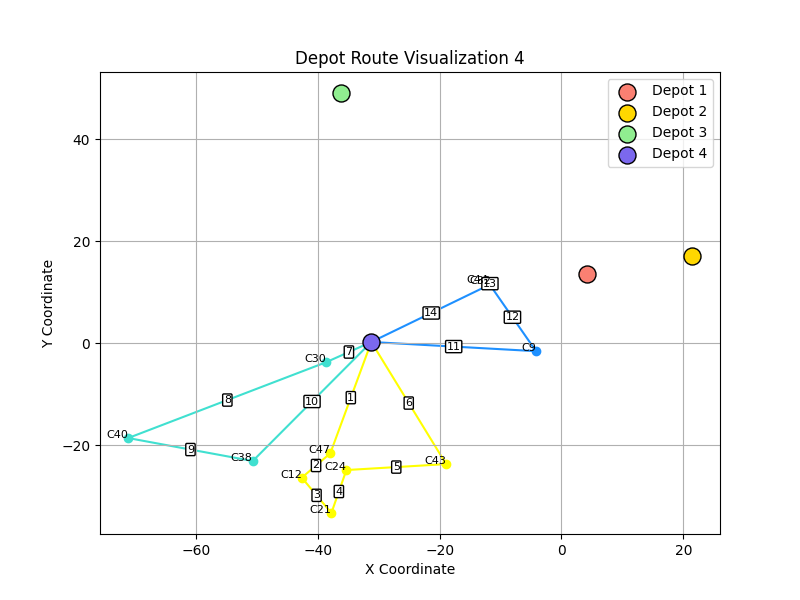 Depot Route Visualization 4
Depot 1
Depot 2
Depot 3
Depot 4
Y Coordinate
40
20
0
−20
−60
−40
−20
0
20
X Coordinate
13
14
12
11
C9
7
C30
8
10
1
6
C40
9
C38
C47
2
C24
5
C43
C12
3
4
C21